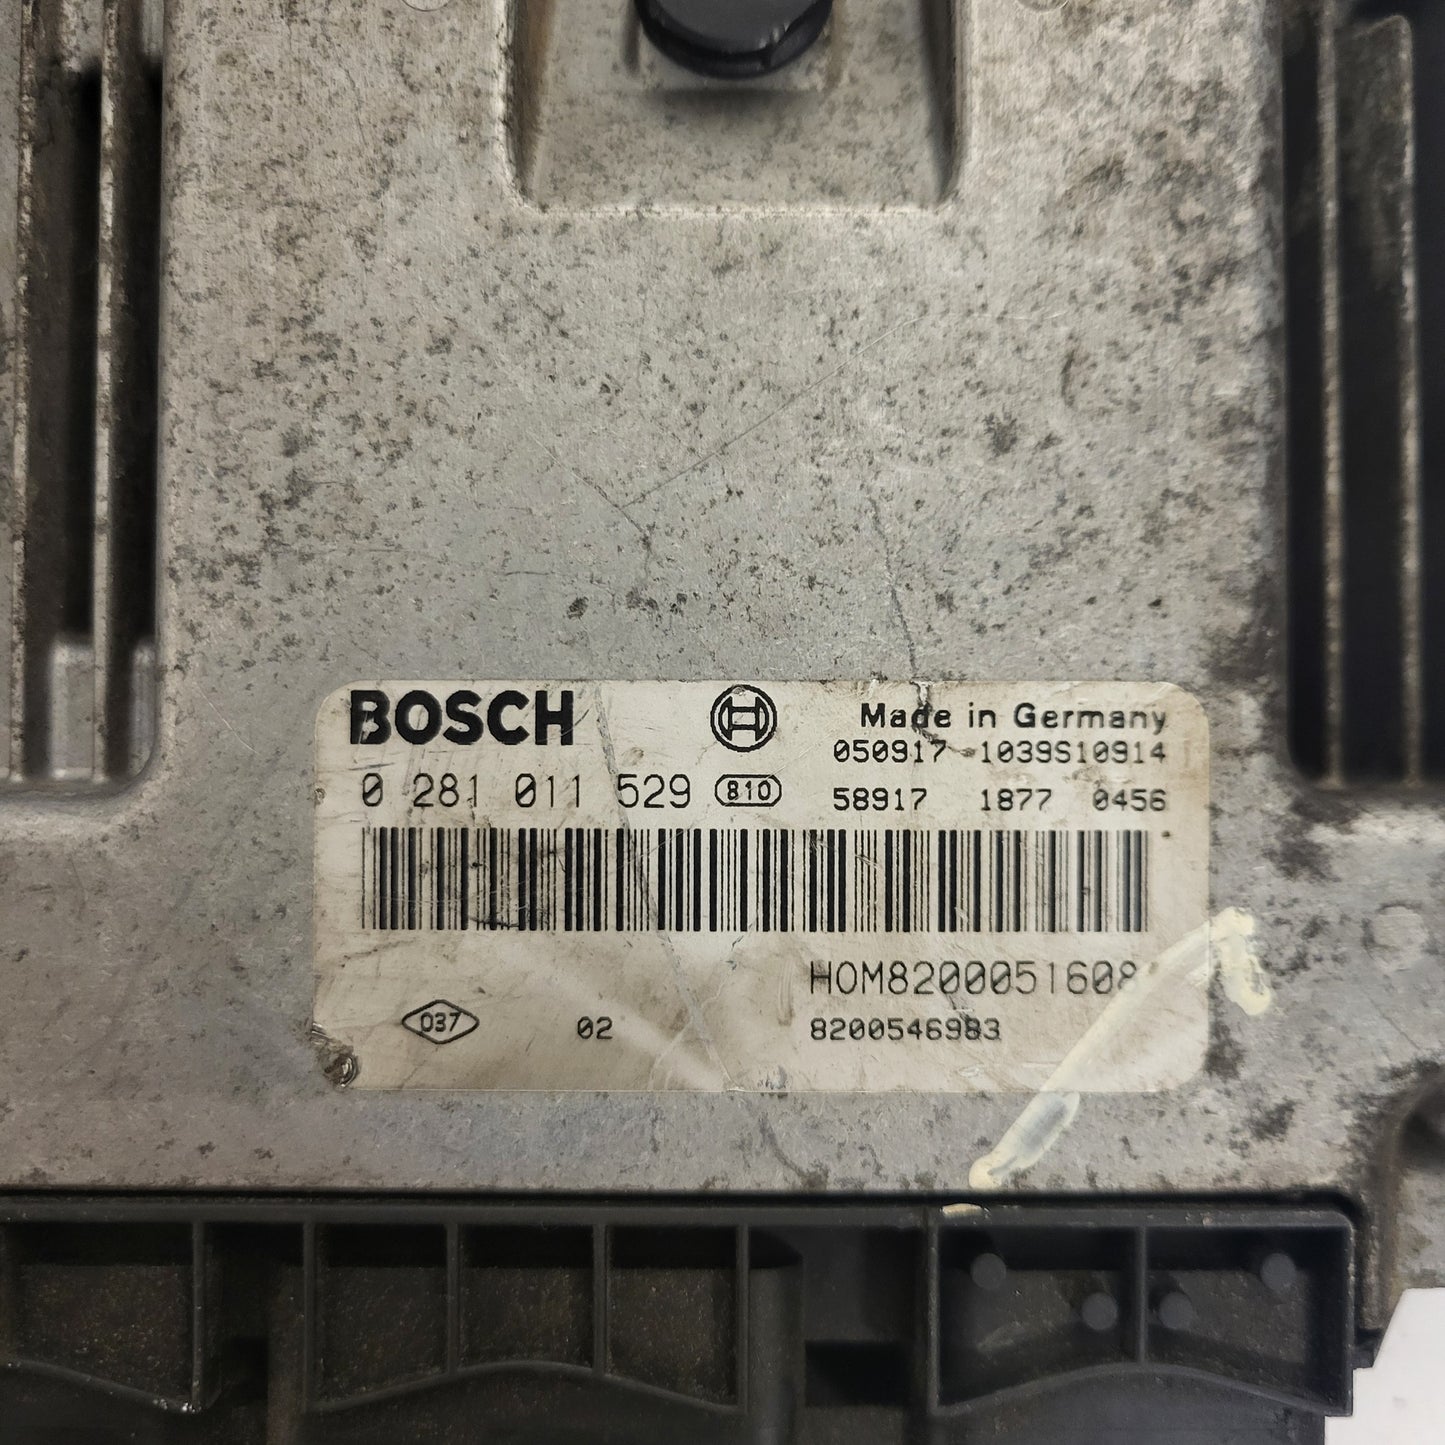 BOSCH Made in Germany
050917 1039S10914
0 281 011 529 810 58917 1877 0456
HOM8200051608
037 02 8200546983